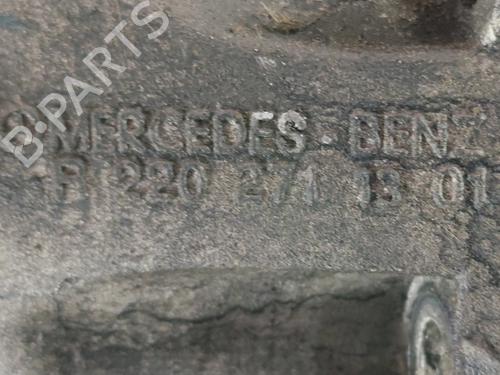 B-PARTS
MERCEDES-BENZ
R 220 271 13 01